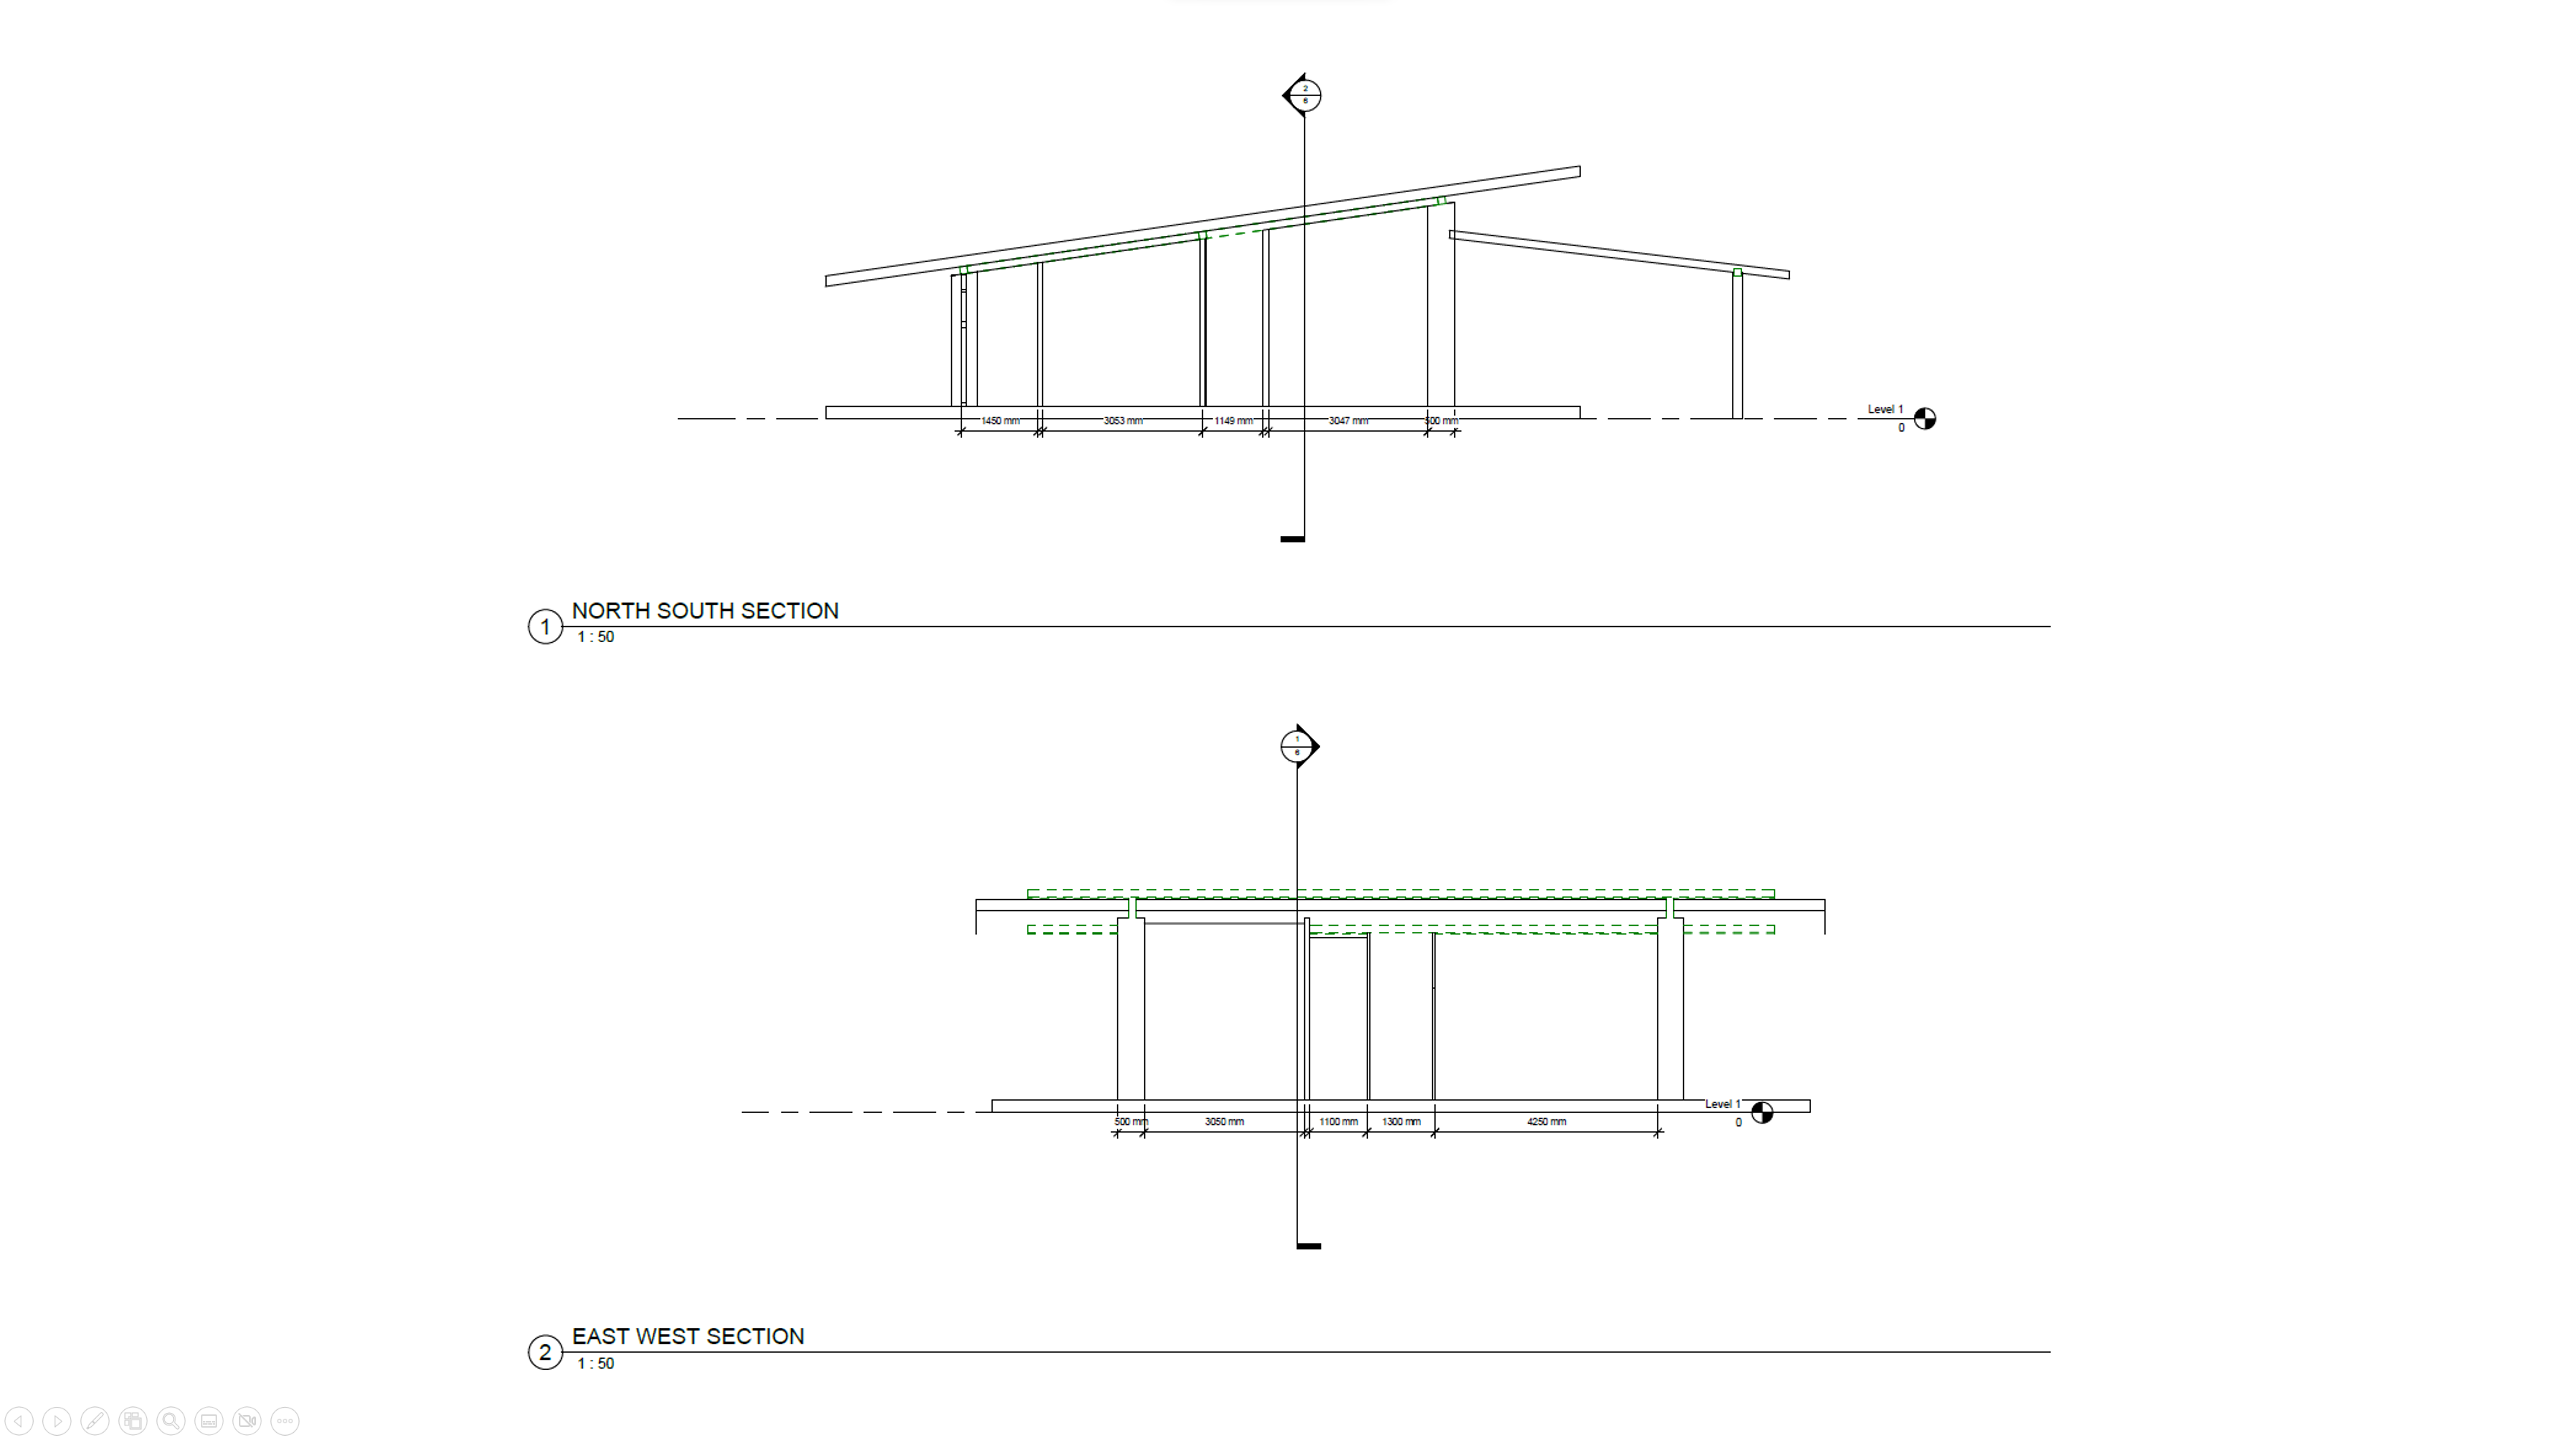 2
6
Level 1
1450 mm
3053 mm
1149 mm
3047 mm
500 mm
0
NORTH SOUTH SECTION
1
1 : 50
1
6
Level 1
500 mm
3050 mm
1100 mm
1300 mm
4250 mm
0
EAST WEST SECTION
2
1 : 50